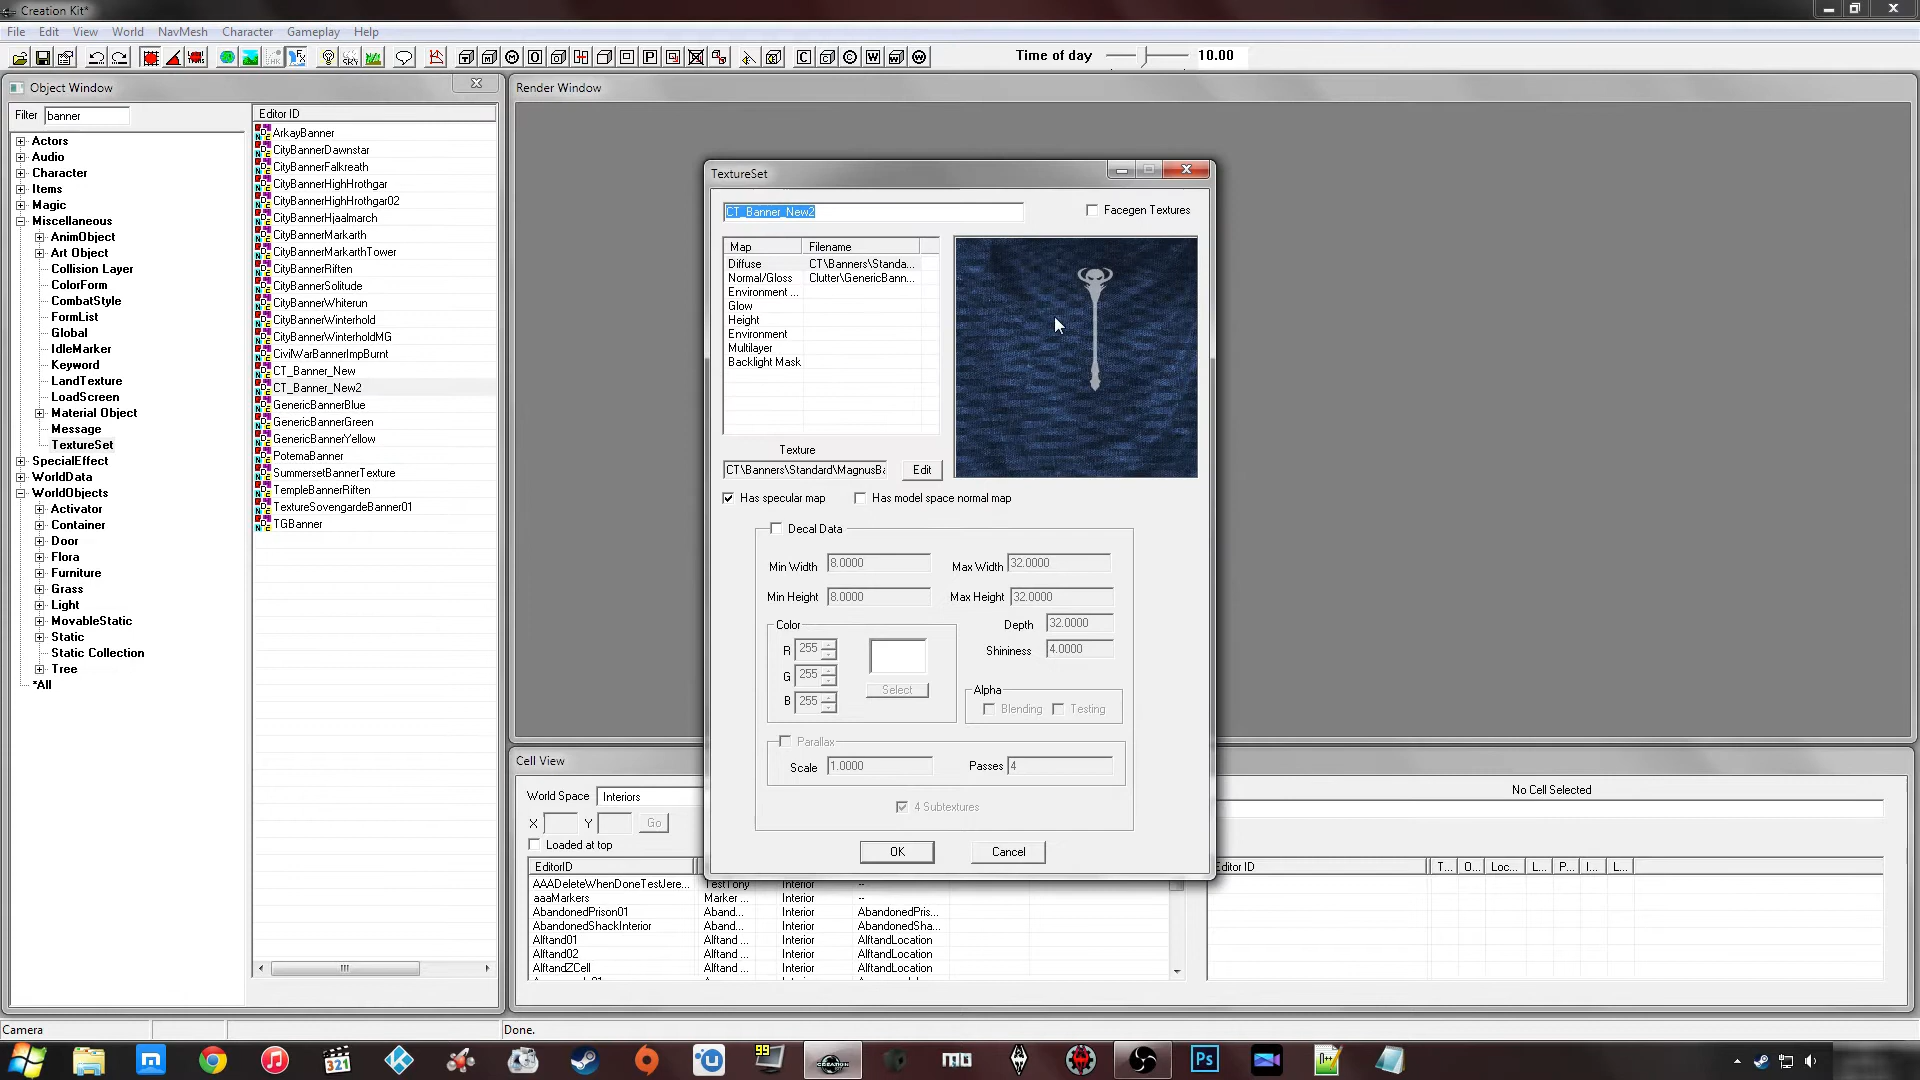 Creation Kit*
File Edit View World NavMesh Character Gameplay Help
Time of day 10.00
Object Window
Render Window
Filter banner
Actors
Audio
Character
Items
Magic
Miscellaneous
AnimObject
Art Object
Collision Layer
ColorForm
CombatStyle
FormList
Global
IdleMarker
Keyword
LandTexture
LoadScreen
Material Object
Message
TextureSet
SpecialEffect
WorldData
WorldObjects
Activator
Container
Door
Flora
Furniture
Grass
Light
MovableStatic
Static
Static Collection
Tree
*All
Editor ID
ArkayBanner
CityBannerDawnstar
CityBannerFalkreath
CityBannerHighHrothgar
CityBannerHighHrothgar02
CityBannerHjaalmarch
CityBannerMarkarth
CityBannerMarkarthTower
CityBannerRiften
CityBannerSolitude
CityBannerWhiterun
CityBannerWinterhold
CityBannerWinterholdMG
CivilWarBannerImpBurnt
CT_Banner_New
CT_Banner_New2
GenericBannerBlue
GenericBannerGreen
GenericBannerYellow
PotemaBanner
SummersetBannerTexture
TempleBannerRiften
TextureSovengardeBanner01
TGBanner
TextureSet
CT_Banner_New2
Facegen Textures
Map Filename
Diffuse CT\Banners\Standa...
Normal/Gloss Clutter\GenericBann...
Environment ...
Glow
Height
Environment
Multilayer
Backlight Mask
Texture
CT\Banners\Standard\MagnusBa
Edit
Has specular map Has model space normal map
Decal Data
Min Width 8.0000 Max Width 32.0000
Min Height 8.0000 Max Height 32.0000
Color
R 255
G 255
B 255
Select
Depth 32.0000
Shininess 4.0000
Alpha
Blending Testing
Parallax
Scale 1.0000 Passes 4
4 Subtextures
OK Cancel
Cell View
World Space Interiors
No Cell Selected
X Y Go
Loaded at top
EditorID
AAADeleteWhenDoneTestJere... TestTony Interior --
aaaMarkers Marker ... Interior --
AbandonedPrison01 Aband... Interior AbandonedPris...
AbandonedShackInterior Aband... Interior AbandonedSha...
Alftand01 Alftand ... Interior AlftandLocation
Alftand02 Alftand ... Interior AlftandLocation
AlftandZCell Alftand ... Interior AlftandLocation
Editor ID T... O... Loc... L... P... I... L...
Camera Done.
321
99
CREATION
Ps